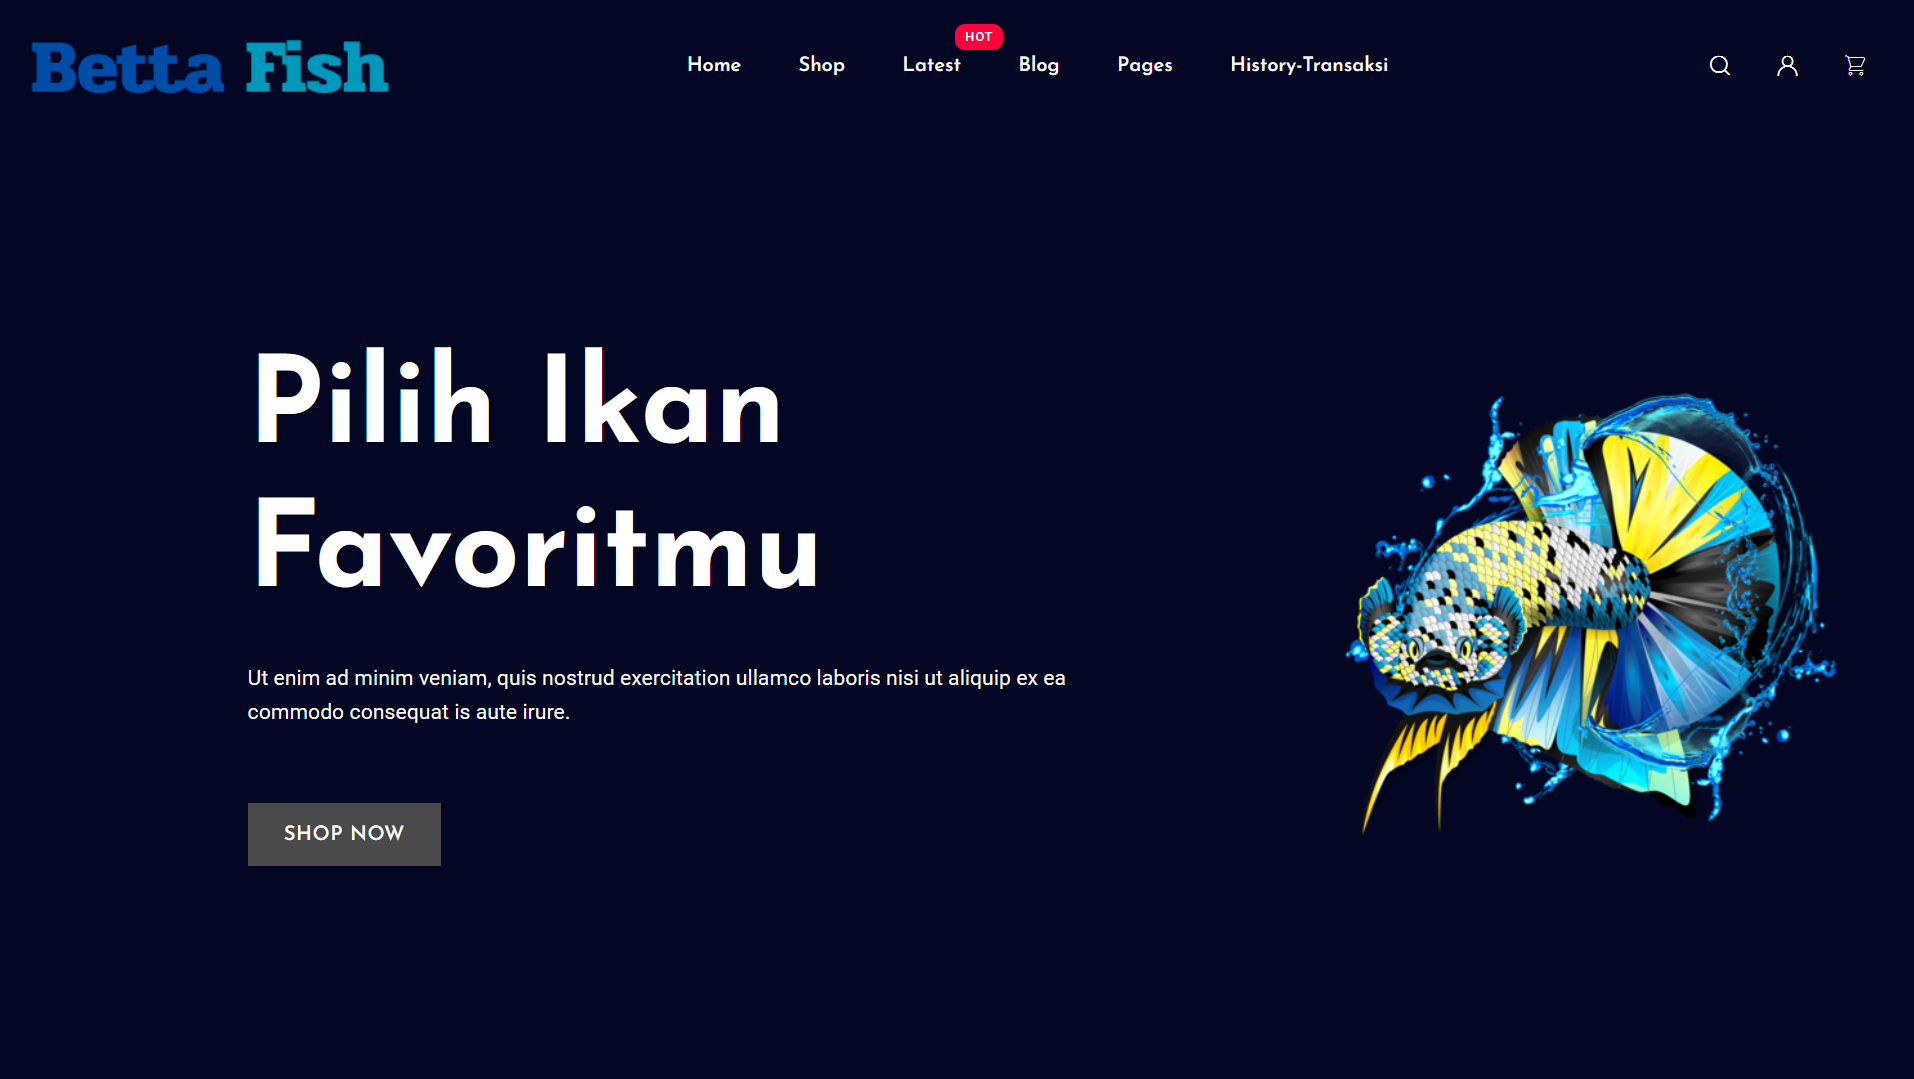 Betta Fish
HOT
Home Shop Latest Blog Pages History-Transaksi
Pilih Ikan
Favoritmu
Ut enim ad minim veniam, quis nostrud exercitation ullamco laboris nisi ut aliquip ex ea
commodo consequat is aute irure.
SHOP NOW